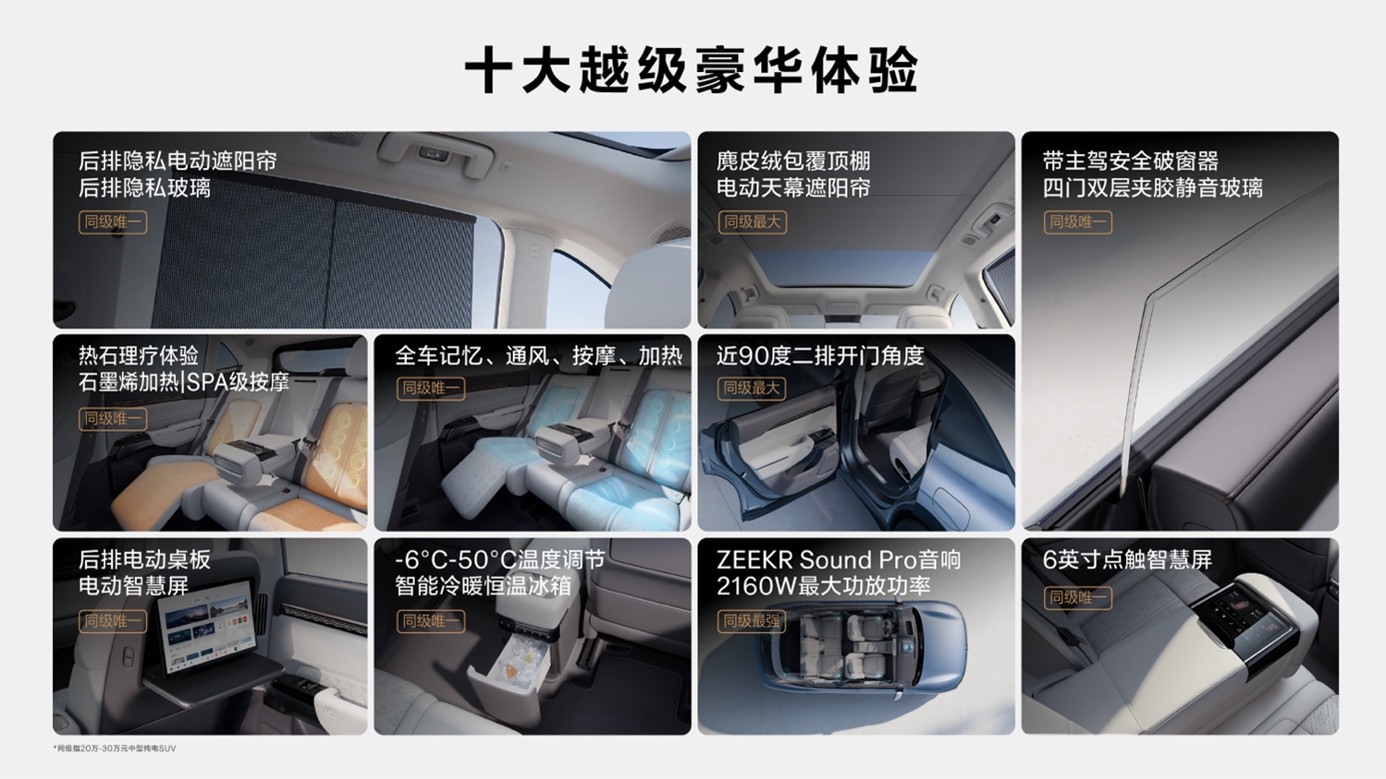 十大越级豪华体验
后排隐私电动遮阳帘
后排隐私玻璃
同级唯一
麂皮绒包覆顶棚
电动天幕遮阳帘
同级最大
带主驾安全破窗器
四门双层夹胶静音玻璃
同级唯一
热石理疗体验
石墨烯加热|SPA级按摩
同级唯一
全车记忆、通风、按摩、加热
同级唯一
近90度二排开门角度
同级最大
后排电动桌板
电动智慧屏
同级唯一
-6°C-50°C温度调节
智能冷暖恒温冰箱
同级唯一
ZEEKR Sound Pro音响
2160W最大功放功率
同级最强
6英寸点触智慧屏
同级唯一
*同级指20万-30万元中型纯电SUV